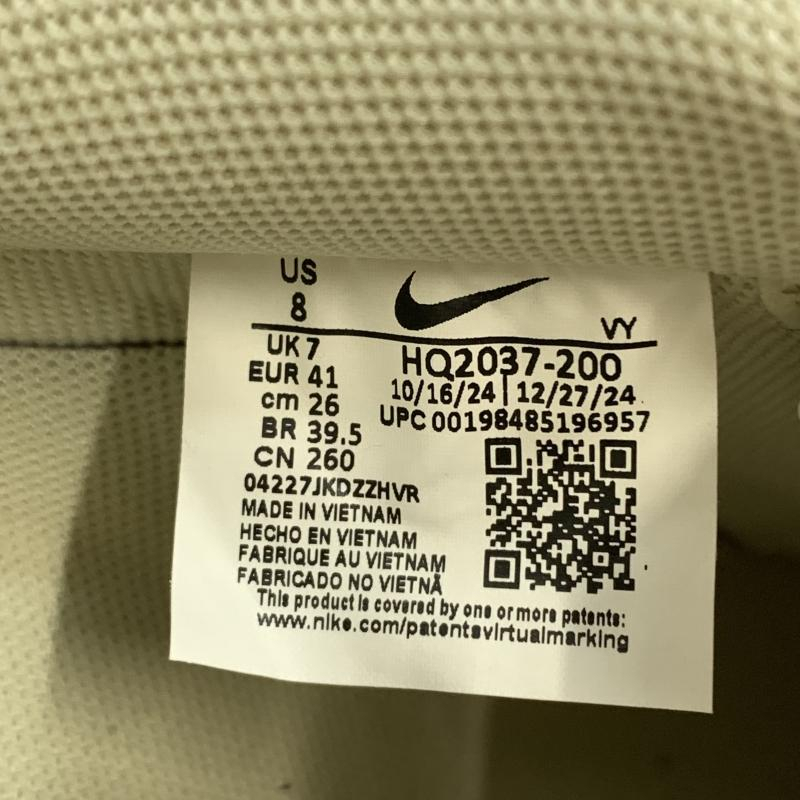 US
8
VY
UK 7
EUR 41
cm 26
BR 39.5
CN 260
HQ2037-200
10/16/24 | 12/27/24
UPC 00198485196957
04227JKDZZHVR
MADE IN VIETNAM
HECHO EN VIETNAM
FABRIQUE AU VIETNAM
FABRICADO NO VIETNÃ
This product is covered by one or more patents:
www.nike.com/patentsvirtualmarking